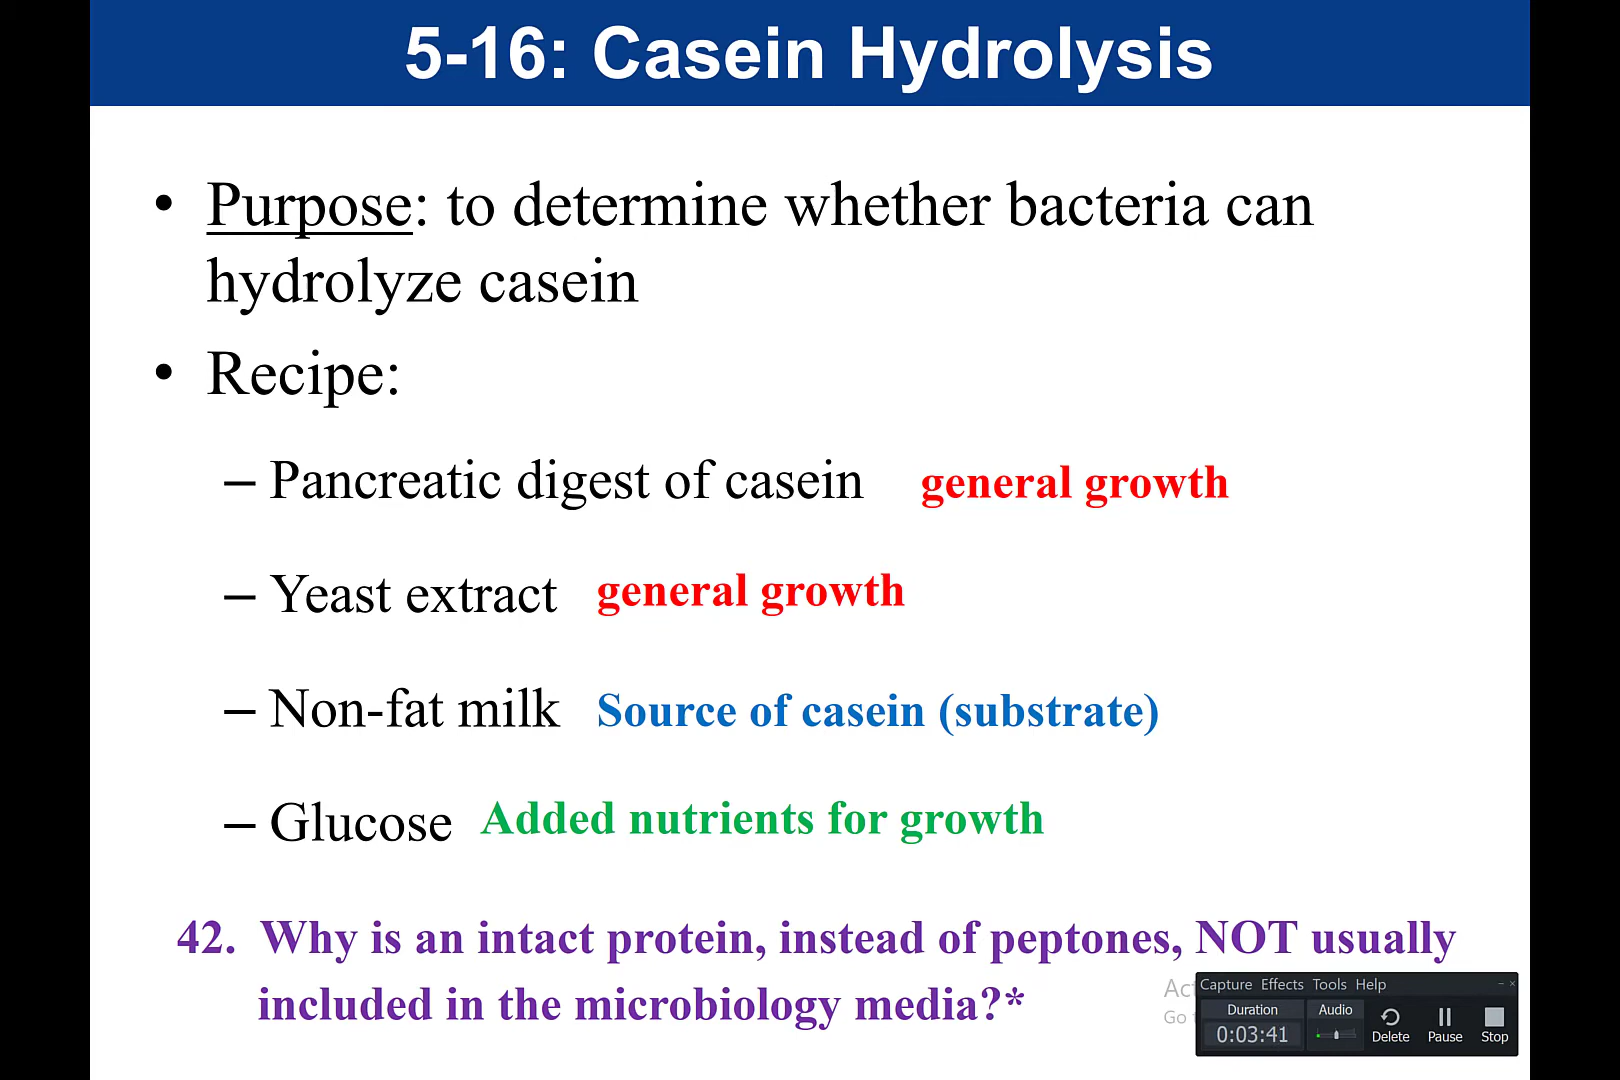 5-16: Casein Hydrolysis
• Purpose: to determine whether bacteria can
hydrolyze casein
• Recipe:
– Pancreatic digest of casein general growth
– Yeast extract general growth
– Non-fat milk Source of casein (substrate)
– Glucose Added nutrients for growth
42. Why is an intact protein, instead of peptones, NOT usually
included in the microbiology media?*
Capture Effects Tools Help
Duration Audio
0:03:41 Delete Pause Stop
Go